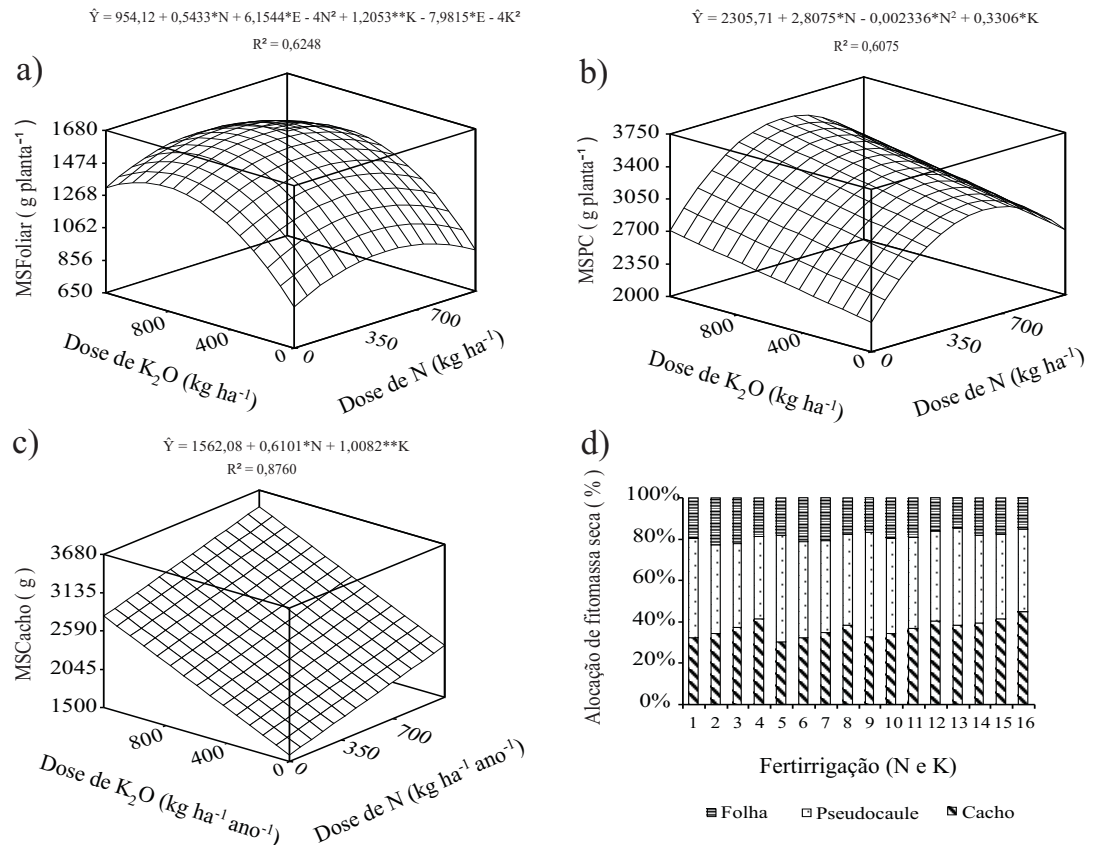 Ŷ = 954,12 + 0,5433*N + 6,1544*E - 4N² + 1,2053**K - 7,9815*E - 4K²
R² = 0,6248
a)
1680
1474
1268
1062
856
650
MSFoliar ( g planta⁻¹ )
800
400
0
Dose de K₂O (kg ha⁻¹)
0
350
700
Dose de N (kg ha⁻¹)
Ŷ = 2305,71 + 2,8075*N - 0,002336*N² + 0,3306*K
R² = 0,6075
b)
3750
3400
3050
2700
2350
2000
MSPC ( g planta⁻¹ )
800
400
0
Dose de K₂O (kg ha⁻¹)
0
350
700
Dose de N (kg ha⁻¹)
c)
Ŷ = 1562,08 + 0,6101*N + 1,0082**K
R² = 0,8760
3680
3135
2590
2045
1500
MSCacho ( g )
800
400
0
Dose de K₂O (kg ha⁻¹ ano⁻¹)
0
350
700
Dose de N (kg ha⁻¹ ano⁻¹)
d)
Alocação de fitomassa seca ( % )
100%
80%
60%
40%
20%
0%
1 2 3 4 5 6 7 8 9 10 11 12 13 14 15 16
Fertirrigação (N e K)
Folha Pseudocaule Cacho